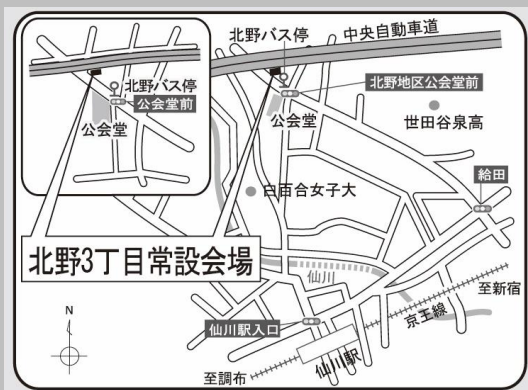 北野バス停
公会堂前
公会堂
北野バス停
中央自動車道
北野地区公会堂前
公会堂
世田谷泉高
白百合女子大
給田
北野3丁目常設会場
仙川
至新宿
京王線
仙川駅入口
仙川駅
至調布
N